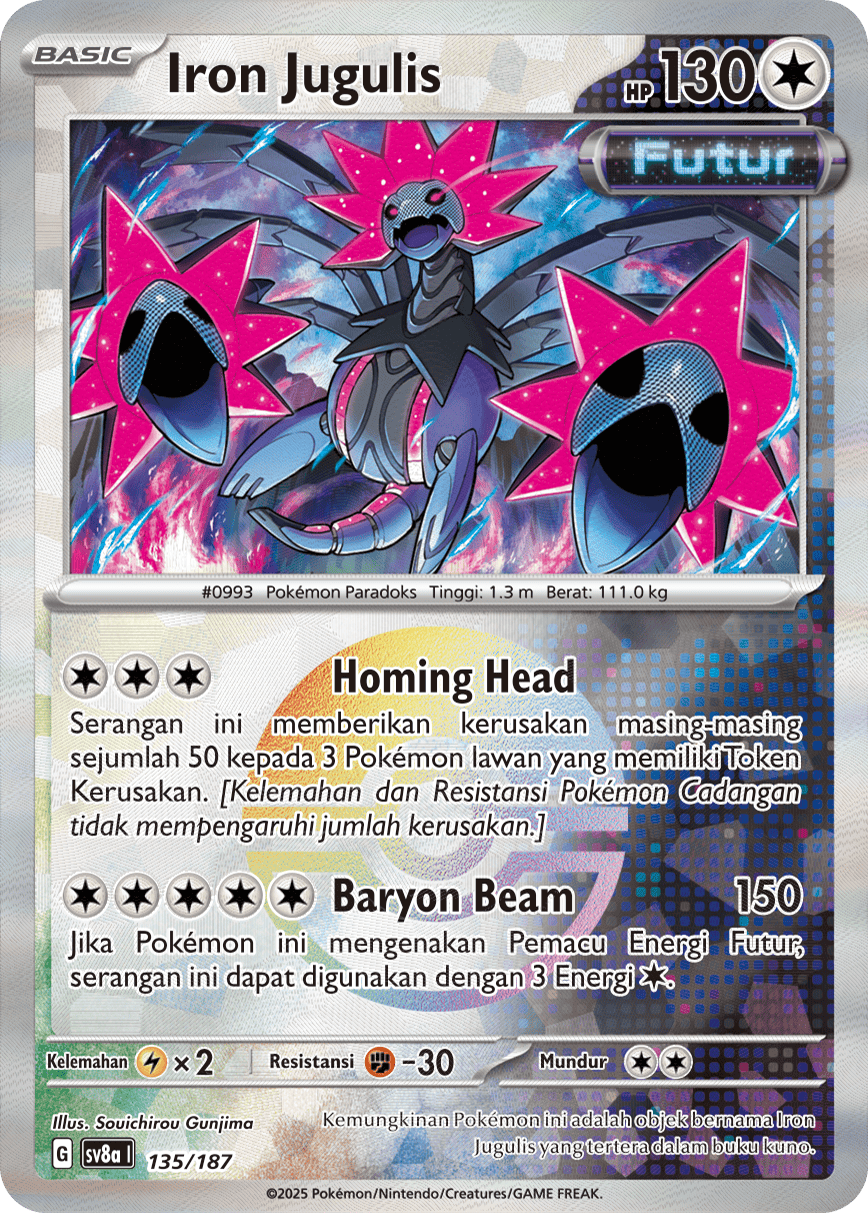 BASIC
Iron Jugulis
HP 130
Futur
#0993 Pokémon Paradoks Tinggi: 1.3 m Berat: 111.0 kg
Homing Head
Serangan ini memberikan kerusakan masing-masing
sejumlah 50 kepada 3 Pokémon lawan yang memiliki Token
Kerusakan. [Kelemahan dan Resistansi Pokémon Cadangan
tidak mempengaruhi jumlah kerusakan.]
Baryon Beam 150
Jika Pokémon ini mengenakan Pemacu Energi Futur,
serangan ini dapat digunakan dengan 3 Energi.
Kelemahan ×2 Resistansi -30 Mundur
Illus. Souichirou Gunjima
Kemungkinan Pokémon ini adalah objek bernama Iron
Jugulis yang tertera dalam buku kuno.
G sv8a I 135/187
©2025 Pokémon/Nintendo/Creatures/GAME FREAK.